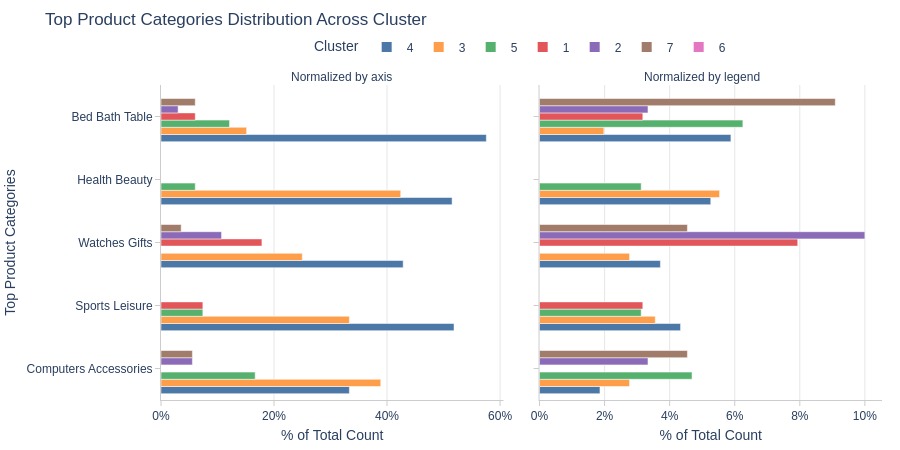 Top Product Categories Distribution Across Cluster
Cluster 4 3 5 1 2 7 6
Normalized by axis
Normalized by legend
Top Product Categories
Bed Bath Table
Health Beauty
Watches Gifts
Sports Leisure
Computers Accessories
0% 20% 40% 60%
0% 2% 4% 6% 8% 10%
% of Total Count
% of Total Count